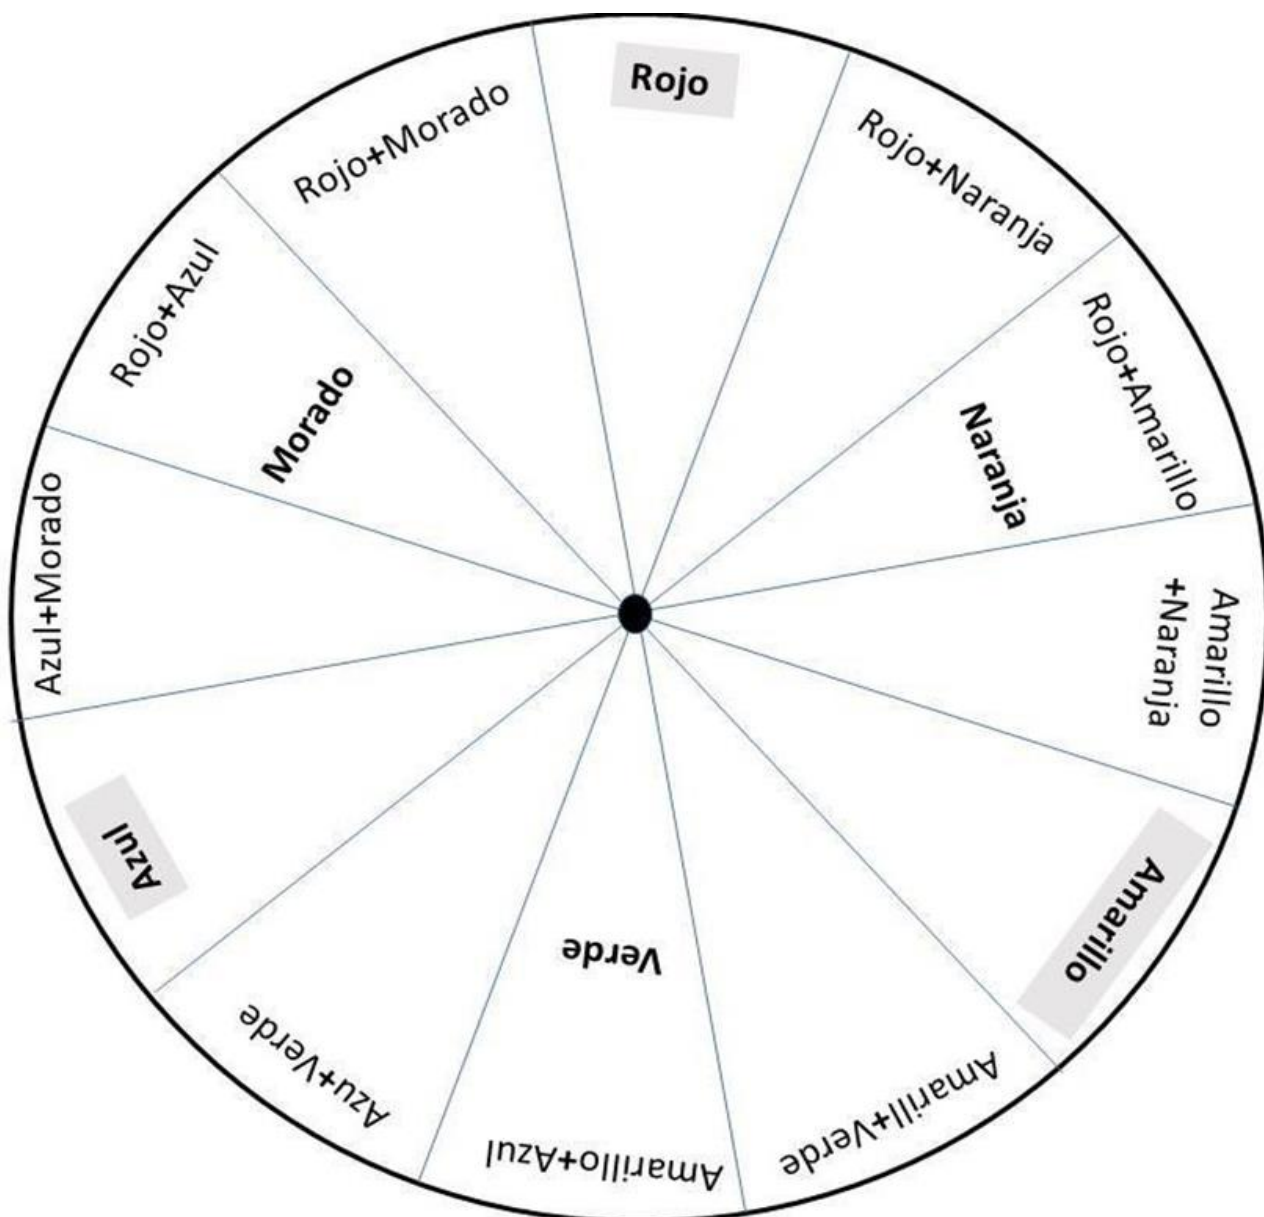 Rojo
Rojo+Naranja
Rojo+Amarillo
Naranja
Amarillo
+Naranja
Amarillo
Amarill+Verde
Amarillo+Azul
Verde
Azu+Verde
Azul
Azul+Morado
Rojo+Azul
Morado
Rojo+Morado